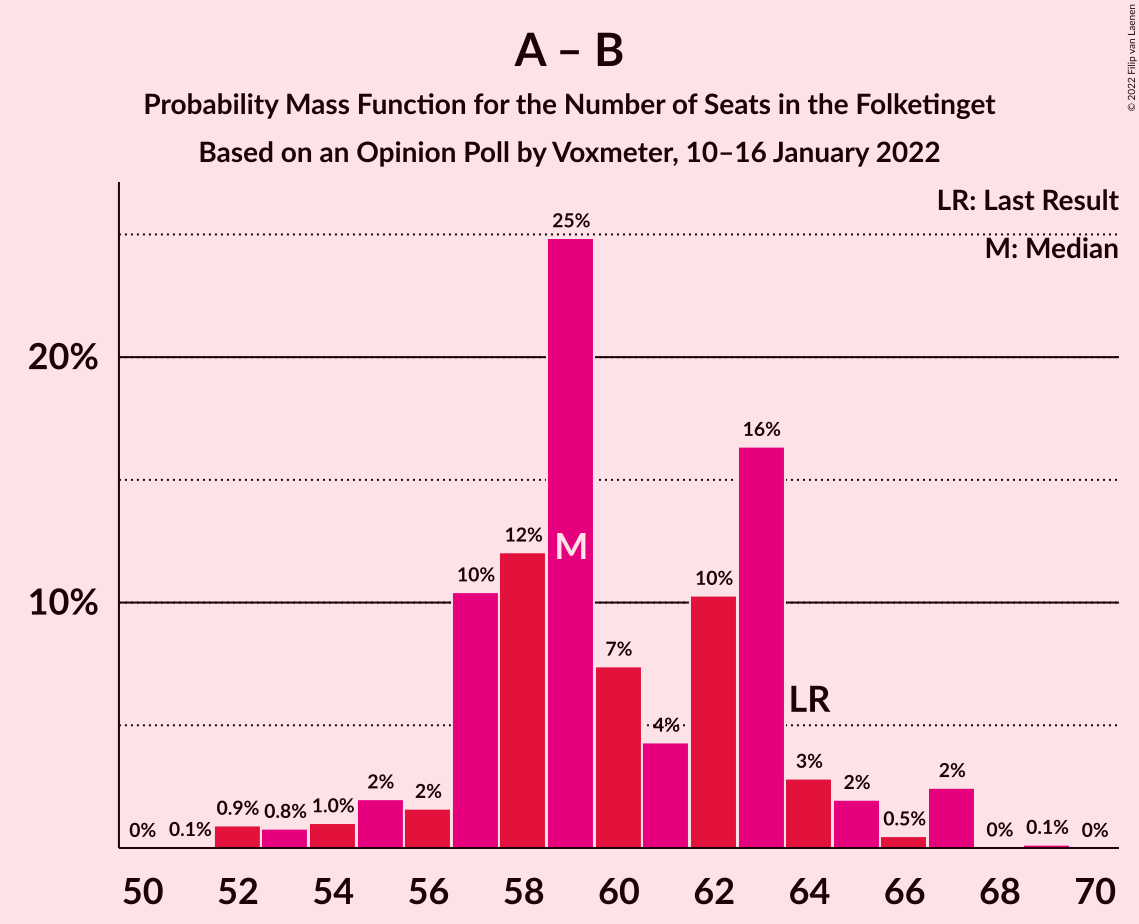 A – B
Probability Mass Function for the Number of Seats in the Folketinget
Based on an Opinion Poll by Voxmeter, 10–16 January 2022
© 2022 Filip van Laenen
LR: Last Result
M: Median
20%
10%
0%
0.1%
0.9%
0.8%
1.0%
2%
2%
10%
12%
25%
M
7%
4%
10%
16%
LR
3%
2%
0.5%
2%
0%
0.1%
0%
50 52 54 56 58 60 62 64 66 68 70